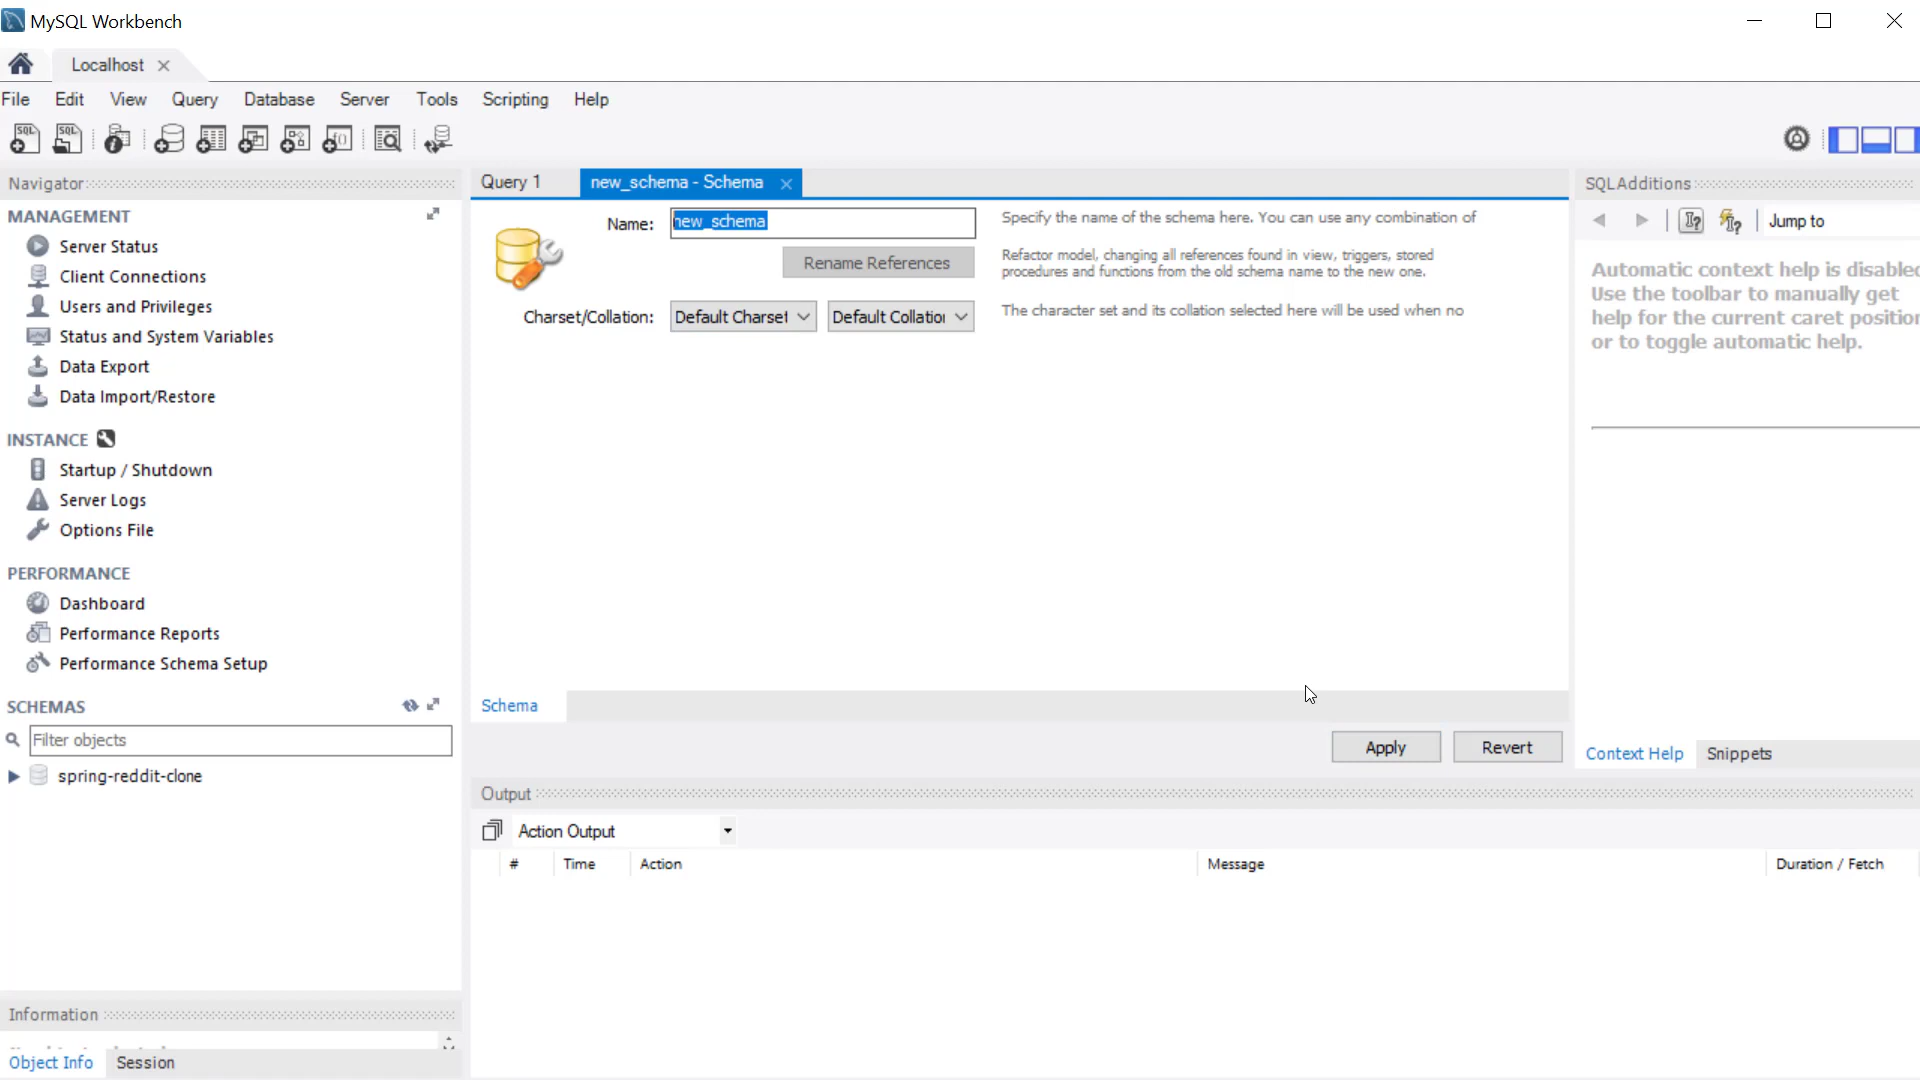 MySQL Workbench
Localhost
File Edit View Query Database Server Tools Scripting Help
SQL SQL
Navigator
MANAGEMENT
Server Status
Client Connections
Users and Privileges
Status and System Variables
Data Export
Data Import/Restore
INSTANCE
Startup / Shutdown
Server Logs
Options File
PERFORMANCE
Dashboard
Performance Reports
Performance Schema Setup
SCHEMAS
Filter objects
spring-reddit-clone
Information
Object Info Session
Query 1 new_schema - Schema
Name: new_schema
Specify the name of the schema here. You can use any combination of
Rename References
Refactor model, changing all references found in view, triggers, stored
procedures and functions from the old schema name to the new one.
Charset/Collation: Default Charset Default Collation
The character set and its collation selected here will be used when no
Schema
Apply Revert
Output
Action Output
# Time Action Message Duration / Fetch
SQLAdditions
Jump to
Automatic context help is disabled
Use the toolbar to manually get
help for the current caret position
or to toggle automatic help.
Context Help Snippets